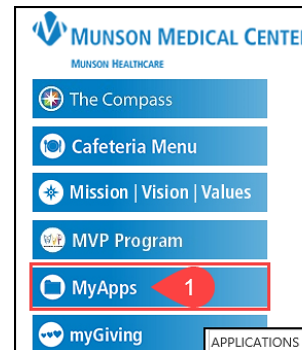 MUNSON MEDICAL CENTER
MUNSON HEALTHCARE
The Compass
Cafeteria Menu
Mission | Vision | Values
MVP Program
MyApps
1
myGiving
APPLICATIONS